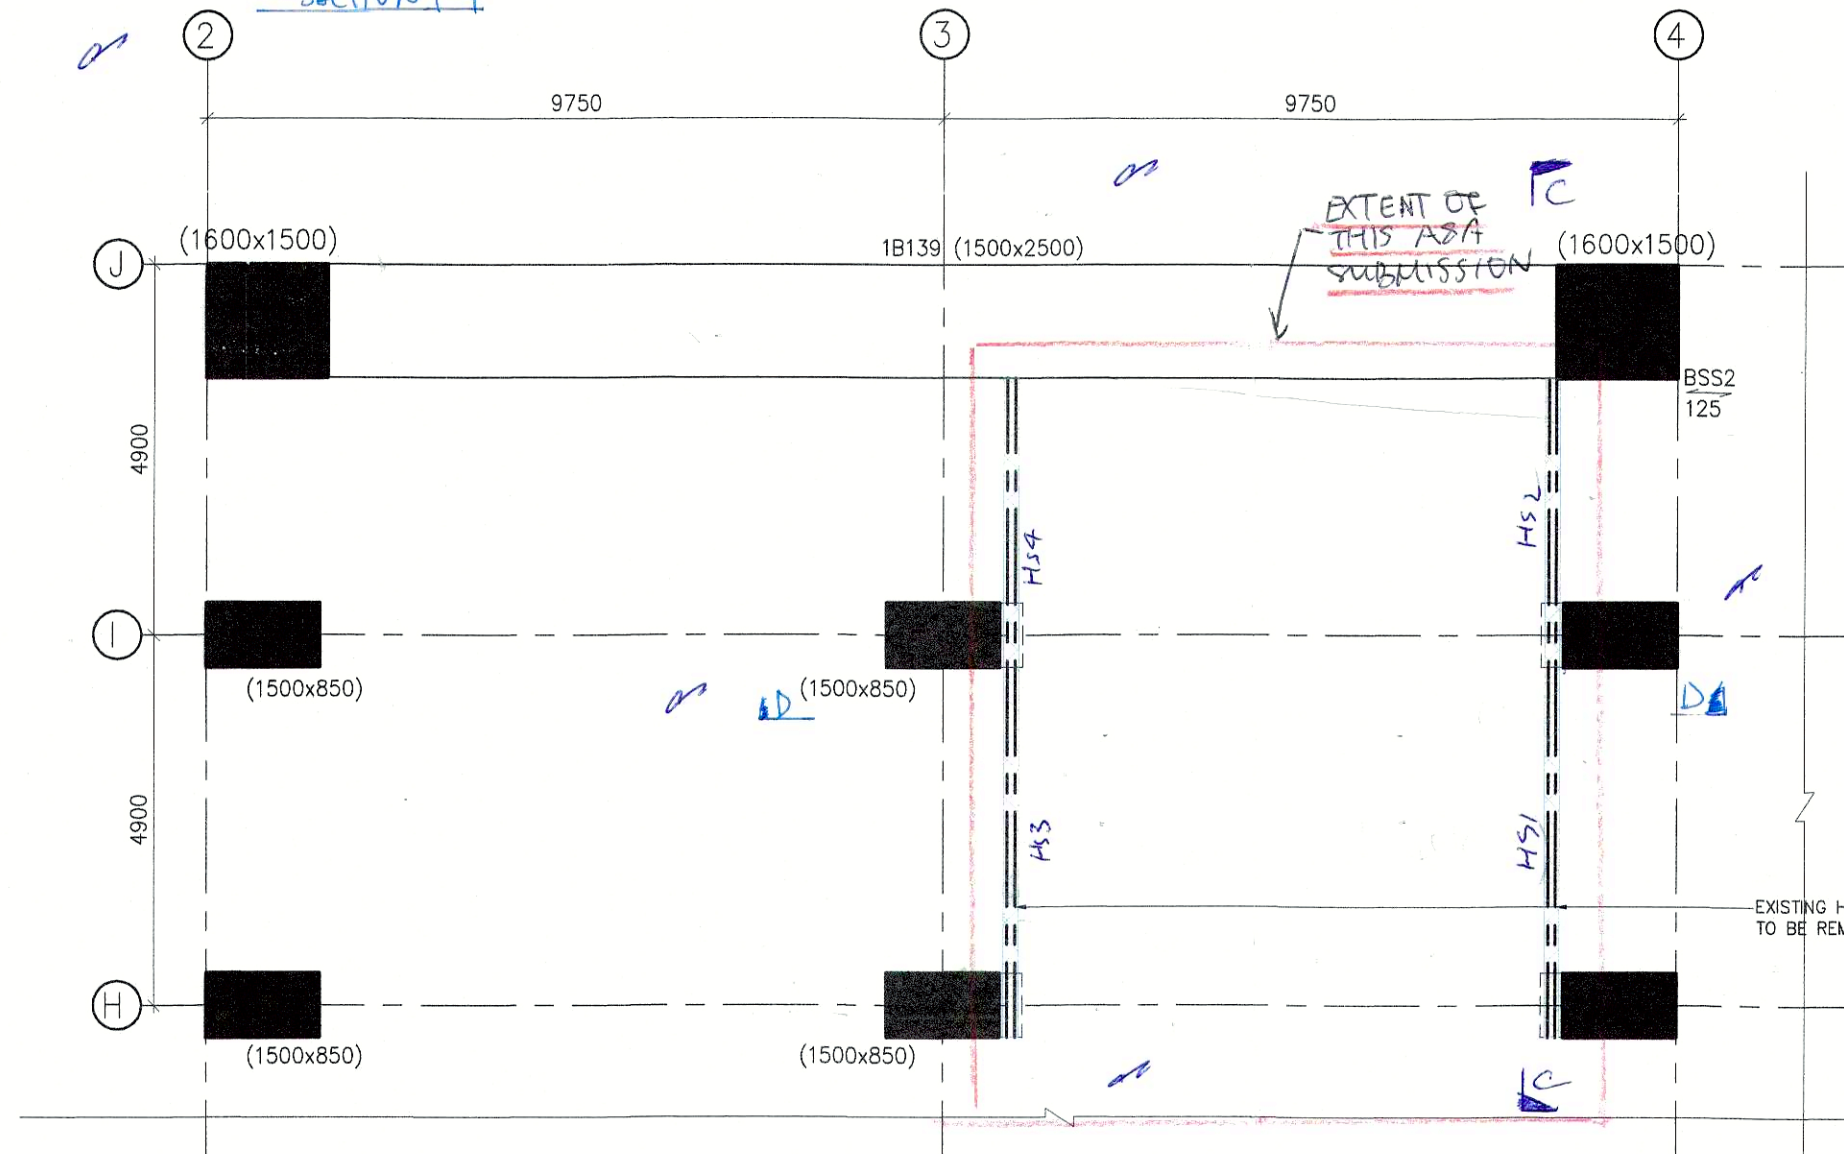 2
3
4
9750
9750
C
EXTENT OF
THIS A&A
SUBMISSION
J
(1600x1500)
1B139 (1500x2500)
(1600x1500)
BSS2
125
4900
HS4
HS2
I
(1500x850)
(1500x850)
D
D
4900
HS3
HS1
EXISTING H
TO BE REM
H
(1500x850)
(1500x850)
C